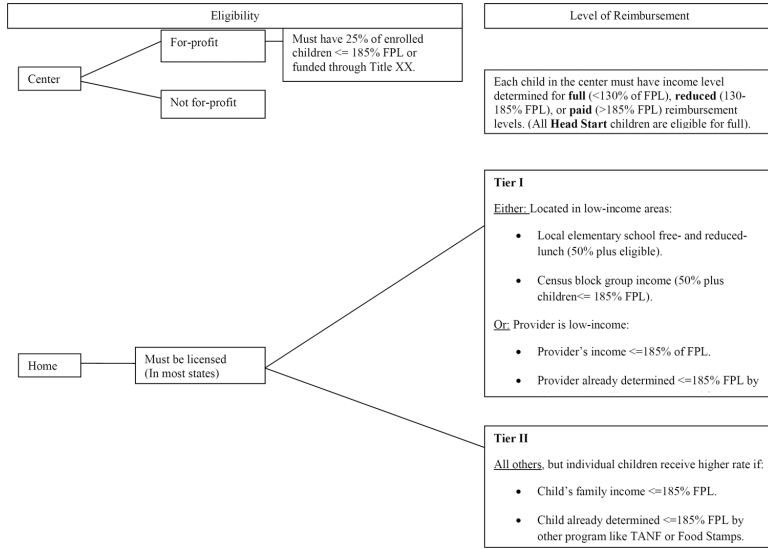 Eligibility
Level of Reimbursement
Center
For-profit
Must have 25% of enrolled
children <= 185% FPL or
funded through Title XX.
Not for-profit
Each child in the center must have income level
determined for full (<130% of FPL), reduced (130-
185% FPL), or paid (>185% FPL) reimbursement
levels. (All Head Start children are eligible for full).
Home
Must be licensed
(In most states)
Tier I
Either: Located in low-income areas:
• Local elementary school free- and reduced-
lunch (50% plus eligible).
• Census block group income (50% plus
children<= 185% FPL).
Or: Provider is low-income:
• Provider’s income <=185% of FPL.
• Provider already determined <=185% FPL by
Tier II
All others, but individual children receive higher rate if:
• Child’s family income <=185% FPL.
• Child already determined <=185% FPL by
other program like TANF or Food Stamps.